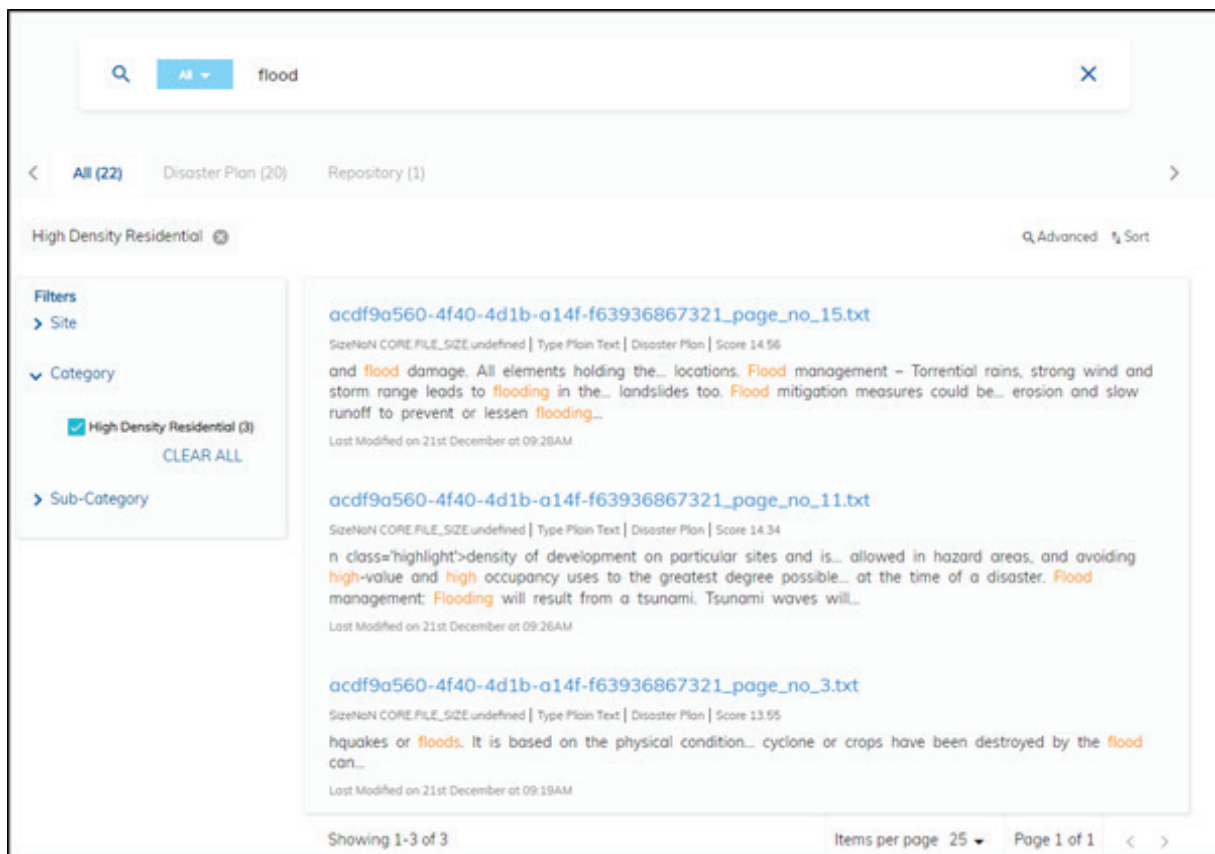 All
flood
All (22) Disaster Plan (20) Repository (1)
High Density Residential
Advanced Sort
Filters
Site
Category
High Density Residential (3)
CLEAR ALL
Sub-Category
acdf9a560-4f40-4d1b-a14f-f63936867321_page_no_15.txt
SizeNaN CORE.FILE_SIZE.undefined | Type Plain Text | Disaster Plan | Score 14.56
and flood damage. All elements holding the... locations. Flood management – Torrential rains, strong wind and
storm range leads to flooding in the... landslides too. Flood mitigation measures could be... erosion and slow
runoff to prevent or lessen flooding...
Last Modified on 21st December at 09:28AM
acdf9a560-4f40-4d1b-a14f-f63936867321_page_no_11.txt
SizeNaN CORE.FILE_SIZE.undefined | Type Plain Text | Disaster Plan | Score 14.34
n class='highlight'>density of development on particular sites and is... allowed in hazard areas, and avoiding
high-value and high occupancy uses to the greatest degree possible... at the time of a disaster. Flood
management: Flooding will result from a tsunami. Tsunami waves will...
Last Modified on 21st December at 09:26AM
acdf9a560-4f40-4d1b-a14f-f63936867321_page_no_3.txt
SizeNaN CORE.FILE_SIZE.undefined | Type Plain Text | Disaster Plan | Score 13.55
hquakes or floods. It is based on the physical condition... cyclone or crops have been destroyed by the flood
can...
Last Modified on 21st December at 09:19AM
Showing 1-3 of 3 Items per page 25 Page 1 of 1